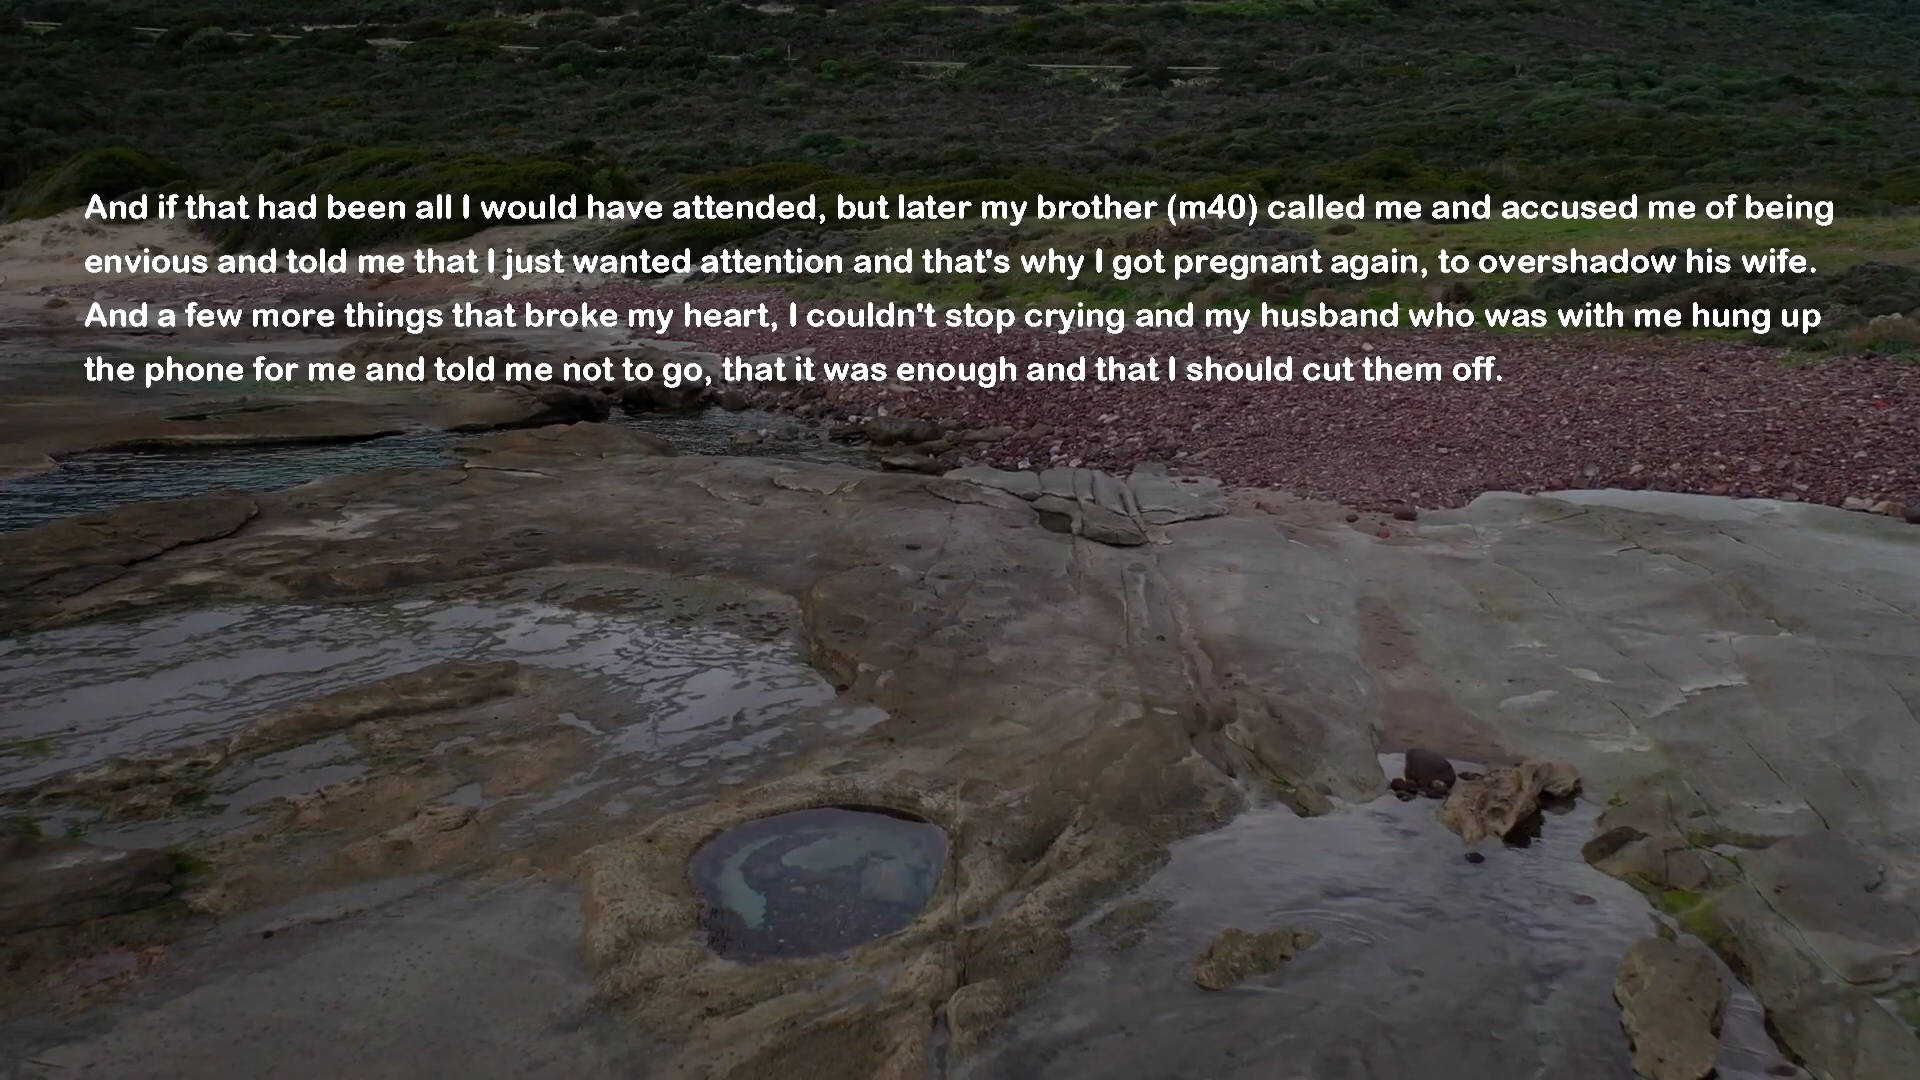 And if that had been all I would have attended, but later my brother (m40) called me and accused me of being
envious and told me that I just wanted attention and that's why I got pregnant again, to overshadow his wife.
And a few more things that broke my heart, I couldn't stop crying and my husband who was with me hung up
the phone for me and told me not to go, that it was enough and that I should cut them off.